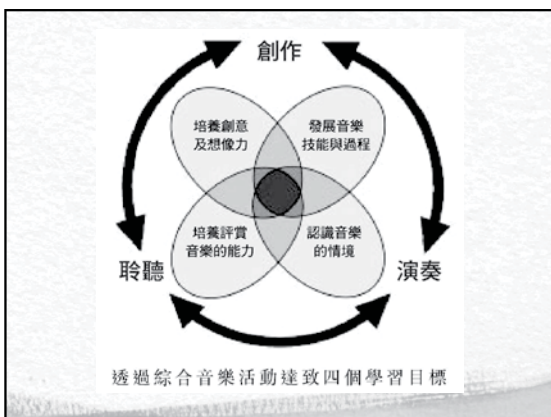 創作
培養創意
及想像力
發展音樂
技能與過程
培養評賞
音樂的能力
認識音樂
的情境
聆聽
演奏
透過綜合音樂活動達致四個學習目標